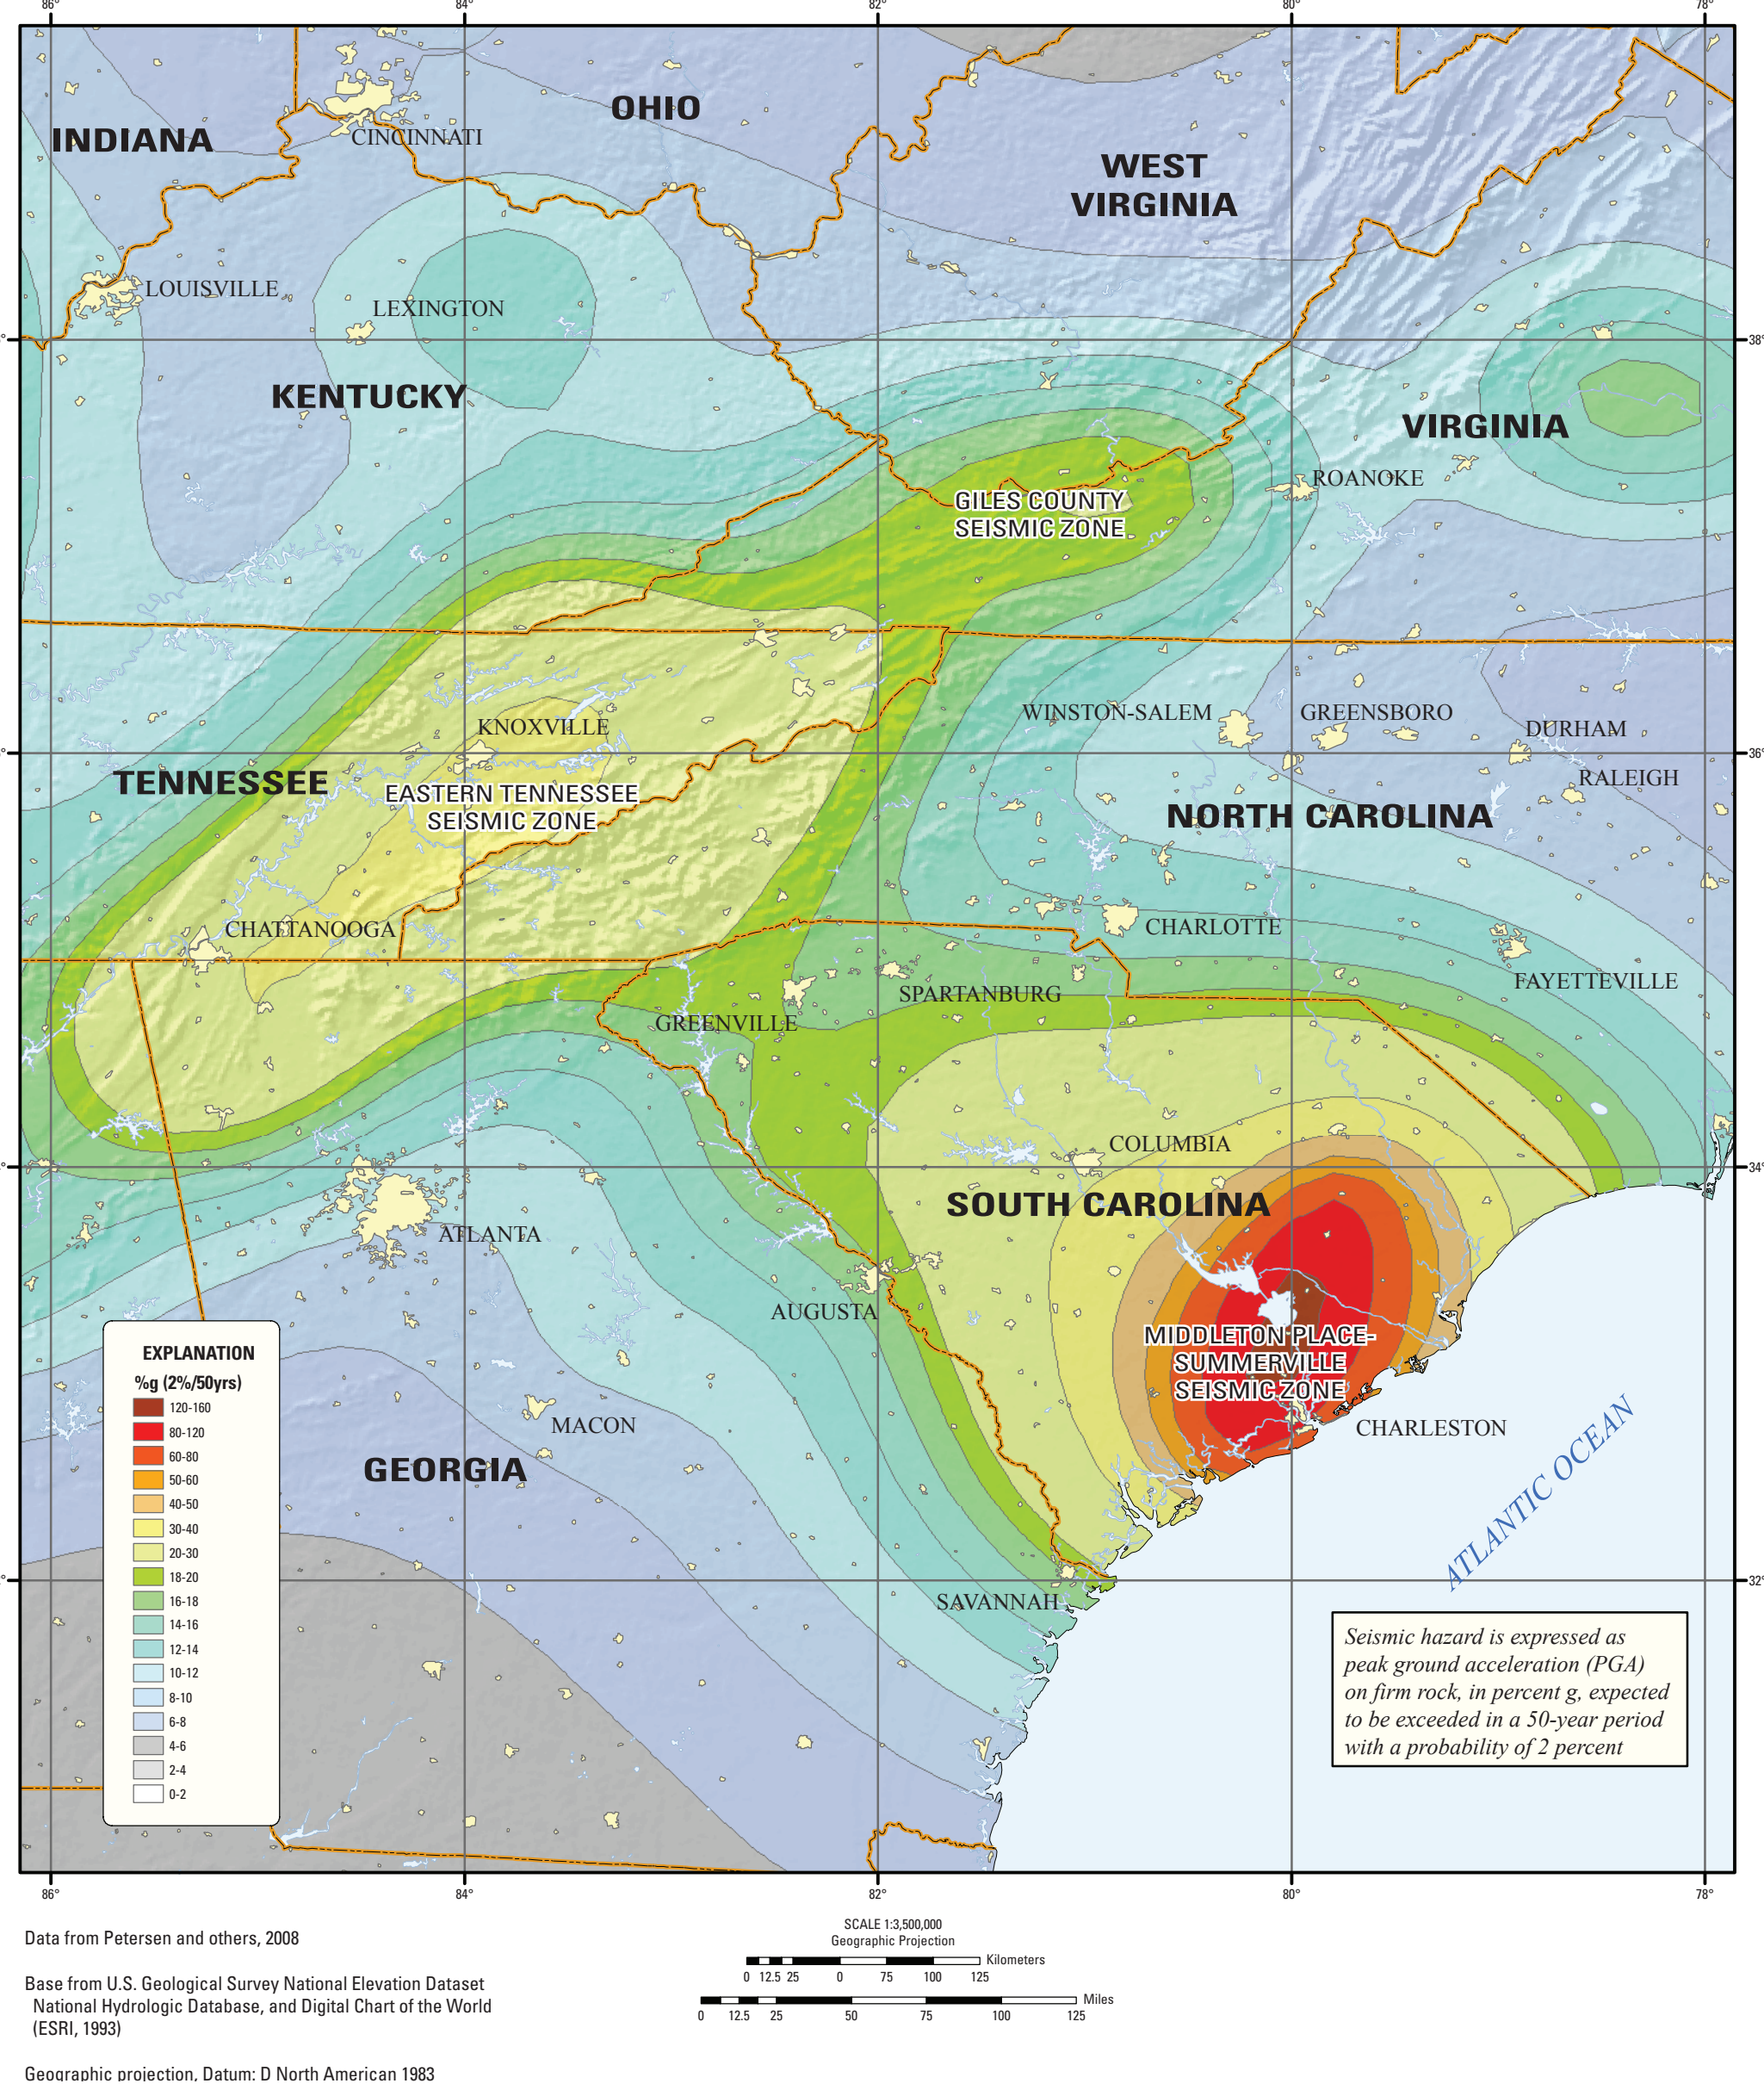 86°
84°
82°
80°
78°
INDIANA
CINCINNATI
OHIO
WEST
VIRGINIA
LOUISVILLE
LEXINGTON
38°
KENTUCKY
VIRGINIA
ROANOKE
GILES COUNTY
SEISMIC ZONE
WINSTON-SALEM
GREENSBORO
DURHAM
KNOXVILLE
36°
TENNESSEE
EASTERN TENNESSEE
SEISMIC ZONE
RALEIGH
NORTH CAROLINA
CHATTANOOGA
CHARLOTTE
FAYETTEVILLE
SPARTANBURG
GREENVILLE
COLUMBIA
34°
SOUTH CAROLINA
ATLANTA
AUGUSTA
MIDDLETON PLACE-
SUMMERVILLE
SEISMIC ZONE
MACON
CHARLESTON
GEORGIA
ATLANTIC OCEAN
32°
SAVANNAH
EXPLANATION
%g (2%/50yrs)
120-160
80-120
60-80
50-60
40-50
30-40
20-30
18-20
16-18
14-16
12-14
10-12
8-10
6-8
4-6
2-4
0-2
Seismic hazard is expressed as
peak ground acceleration (PGA)
on firm rock, in percent g, expected
to be exceeded in a 50-year period
with a probability of 2 percent
86°
84°
82°
80°
78°
SCALE 1:3,500,000
Geographic Projection
Kilometers
0 12.5 25 0 75 100 125
Miles
0 12.5 25 50 75 100 125
Data from Petersen and others, 2008
Base from U.S. Geological Survey National Elevation Dataset
National Hydrologic Database, and Digital Chart of the World
(ESRI, 1993)
Geographic projection, Datum: D North American 1983